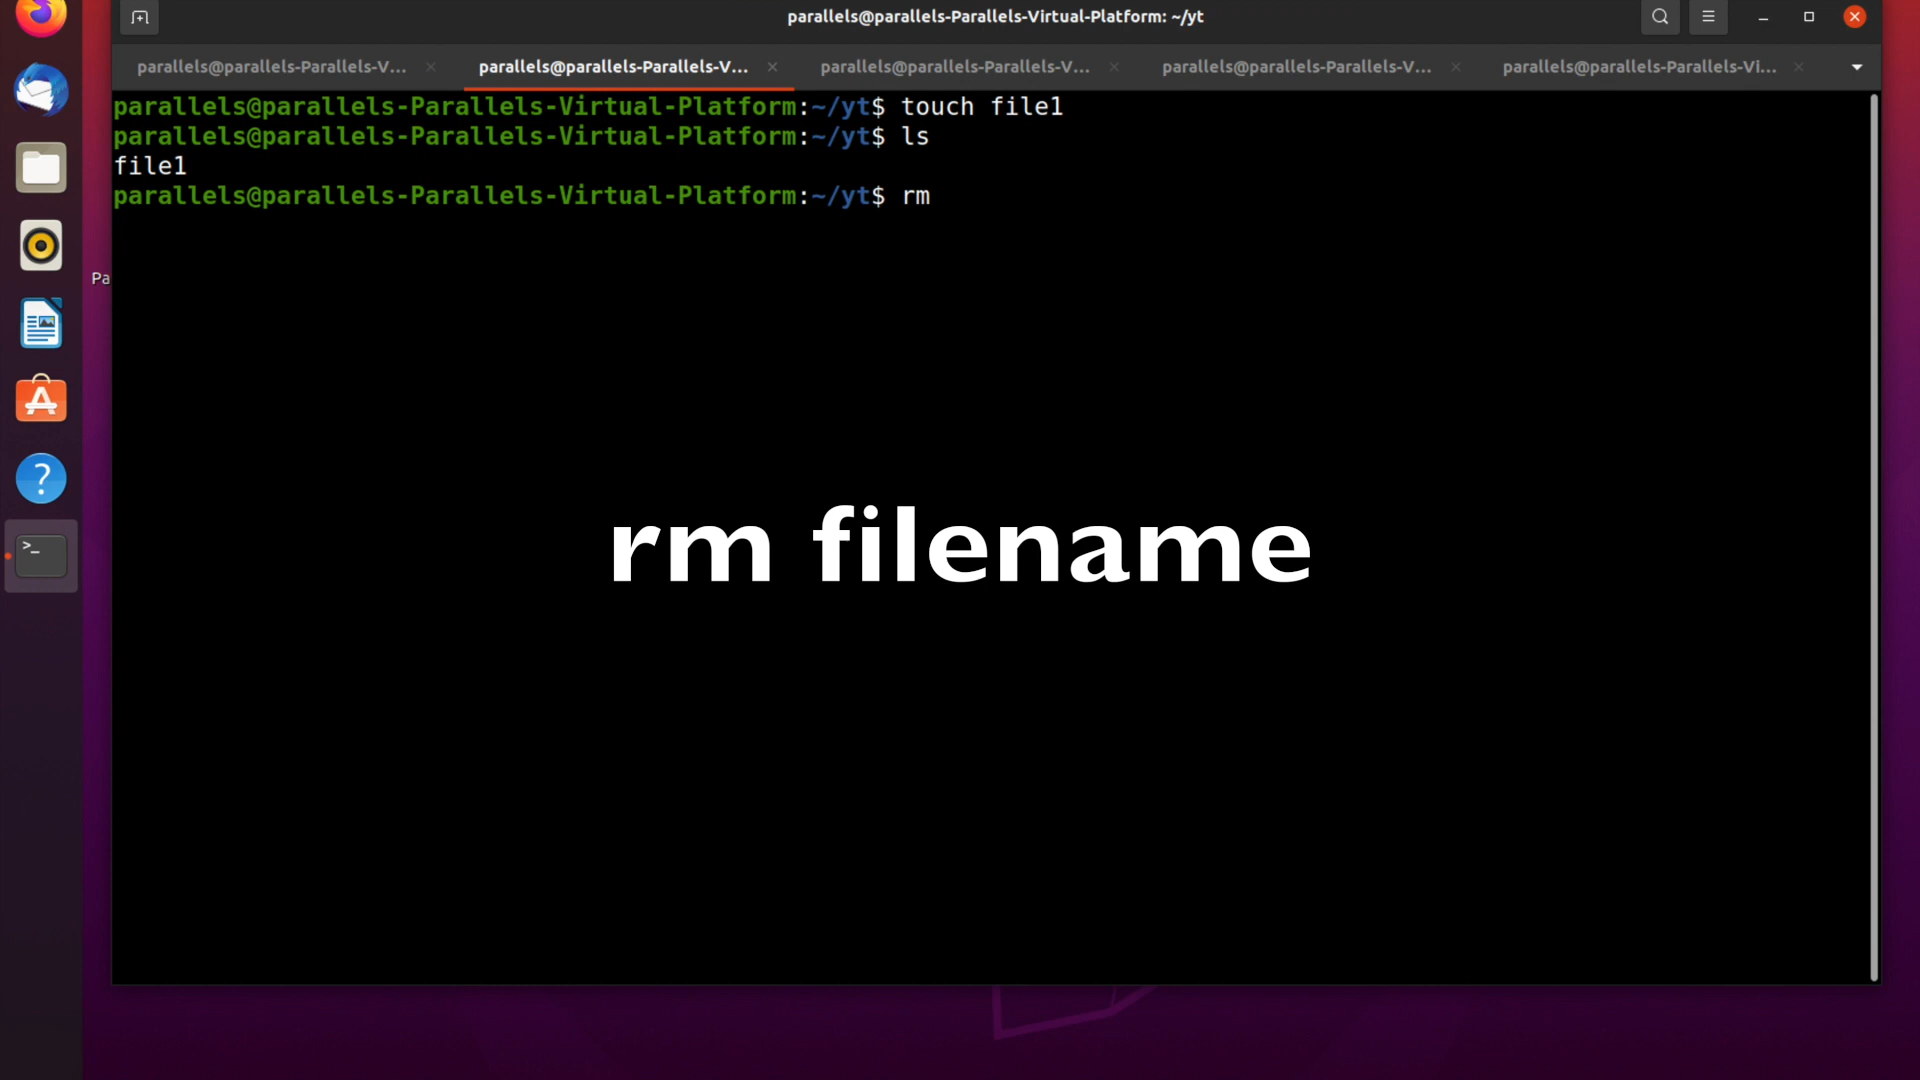 parallels@parallels-Parallels-Virtual-Platform: ~/yt
parallels@parallels-Parallels-V... parallels@parallels-Parallels-V... parallels@parallels-Parallels-V... parallels@parallels-Parallels-V... parallels@parallels-Parallels-Vi...
parallels@parallels-Parallels-Virtual-Platform:~/yt$ touch file1
parallels@parallels-Parallels-Virtual-Platform:~/yt$ ls
file1
parallels@parallels-Parallels-Virtual-Platform:~/yt$ rm
Pa
rm filename